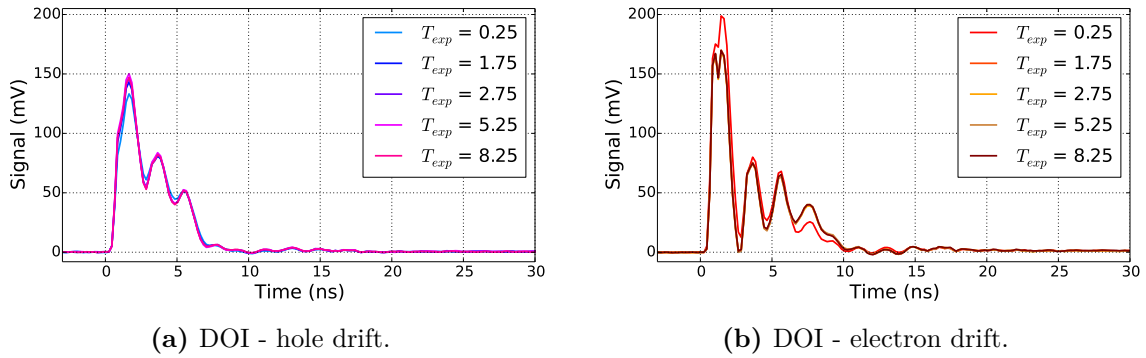 200
150
100
50
0
Signal (mV)
0 5 10 15 20 25 30
Time (ns)
T_exp = 0.25
T_exp = 1.75
T_exp = 2.75
T_exp = 5.25
T_exp = 8.25
(a) DOI - hole drift.
200
150
100
50
0
Signal (mV)
0 5 10 15 20 25 30
Time (ns)
T_exp = 0.25
T_exp = 1.75
T_exp = 2.75
T_exp = 5.25
T_exp = 8.25
(b) DOI - electron drift.